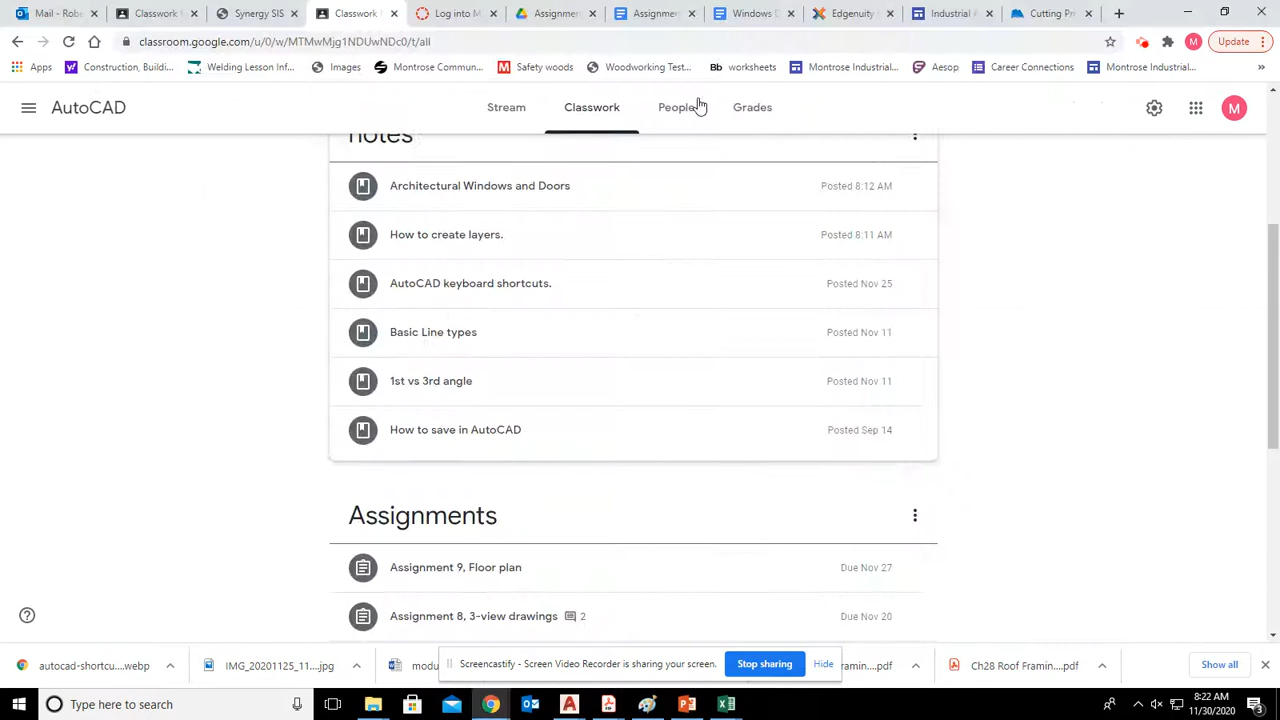 Mail - Rob
Classwork
Synergy SIS
Classwork
Log into Mo
Assignmen
Assignmen
Windows D
Edgenuity
Industrial A
Cutting Pr
classroom.google.com/u/0/w/MTMwMjg1NDUwNDc0/t/all
M
Update
Apps
Construction, Buildi...
Welding Lesson Inf...
Images
Montrose Commun...
Safety woods
Woodworking Test...
Bb worksheets
Montrose Industrial...
Aesop
Career Connections
Montrose Industrial...
»
AutoCAD
Stream
Classwork
People
Grades
M
notes
Architectural Windows and Doors
Posted 8:12 AM
How to create layers.
Posted 8:11 AM
AutoCAD keyboard shortcuts.
Posted Nov 25
Basic Line types
Posted Nov 11
1st vs 3rd angle
Posted Nov 11
How to save in AutoCAD
Posted Sep 14
Assignments
Assignment 9, Floor plan
Due Nov 27
Assignment 8, 3-view drawings 2
Due Nov 20
autocad-shortcu....webp
IMG_20201125_11....jpg
modu
Screencastify - Screen Video Recorder is sharing your screen.
Stop sharing
Hide
ramin....pdf
Ch28 Roof Framin....pdf
Show all
Type here to search
8:22 AM
11/30/2020
3